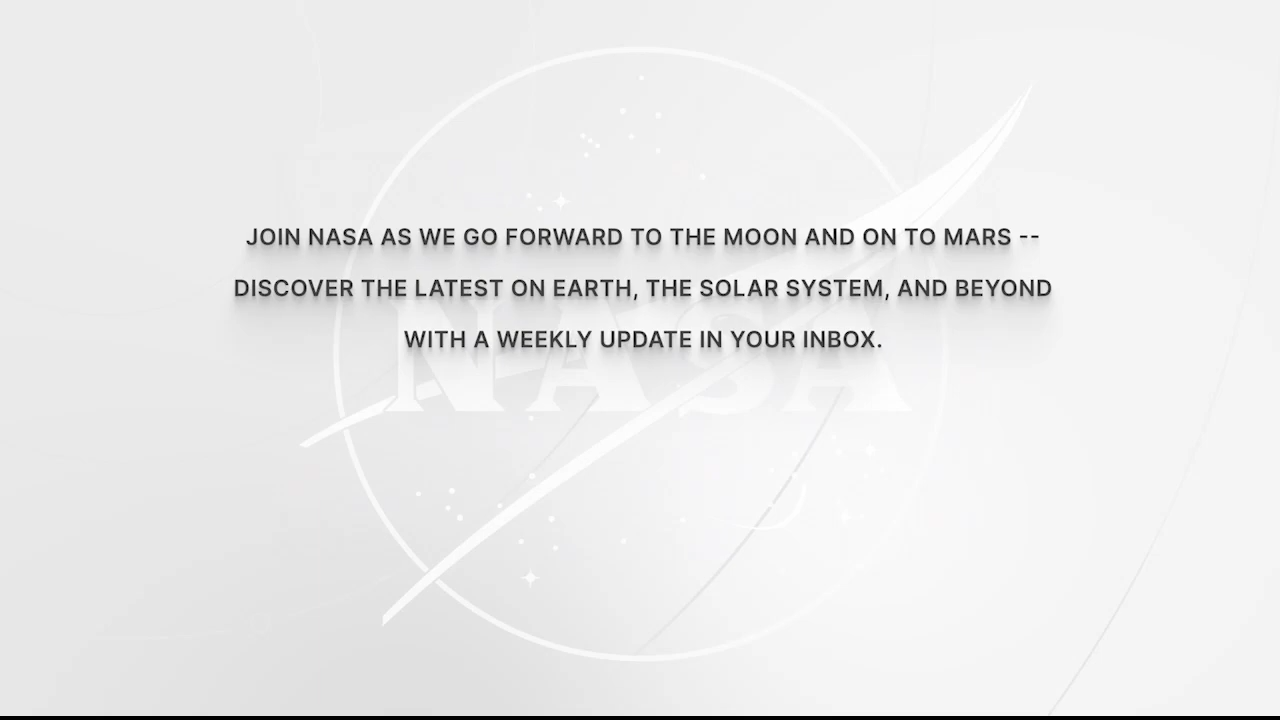 JOIN NASA AS WE GO FORWARD TO THE MOON AND ON TO MARS --
DISCOVER THE LATEST ON EARTH, THE SOLAR SYSTEM, AND BEYOND
WITH A WEEKLY UPDATE IN YOUR INBOX.
NASA